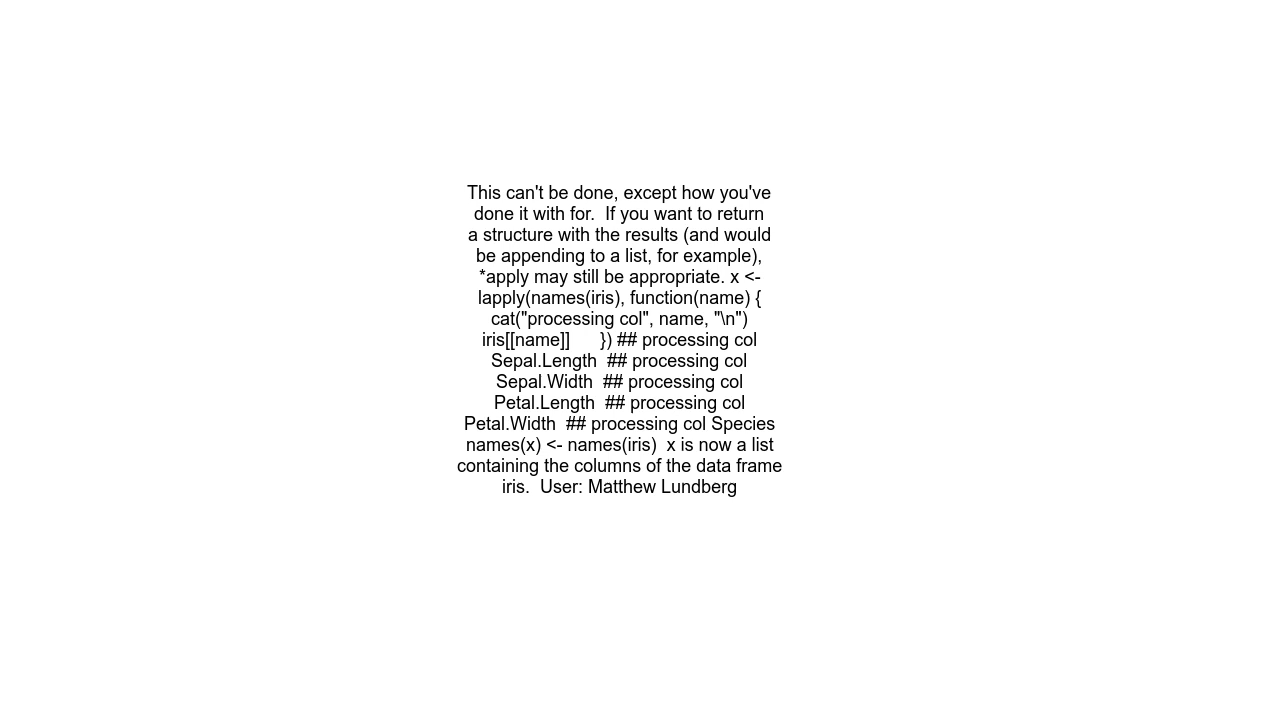 This can't be done, except how you've
done it with for.  If you want to return
a structure with the results (and would
be appending to a list, for example),
*apply may still be appropriate. x <-
lapply(names(iris), function(name) {
cat("processing col", name, "\n")
iris[[name]]      }) ## processing col
Sepal.Length  ## processing col
Sepal.Width  ## processing col
Petal.Length  ## processing col
Petal.Width  ## processing col Species
names(x) <- names(iris)  x is now a list
containing the columns of the data frame
iris.  User: Matthew Lundberg